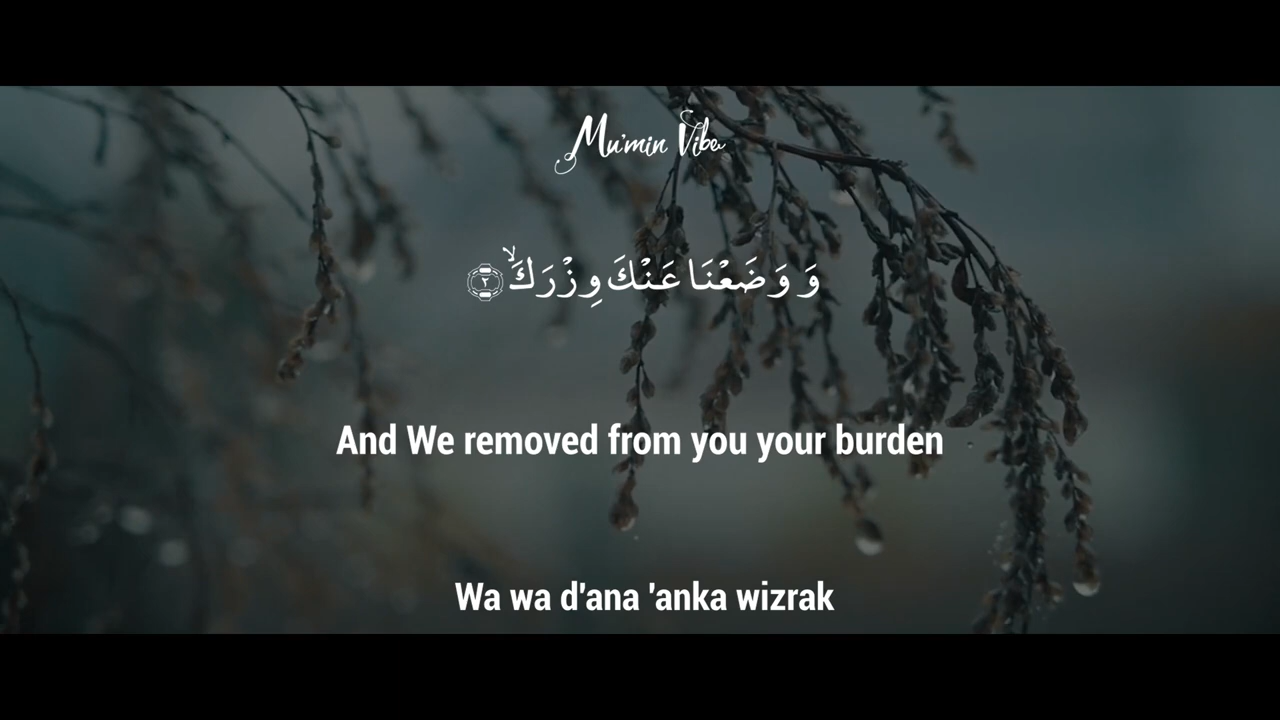 Mu'min Vibe
وَ وَضَعْنَا عَنْكَ وِزْرَكَۙ ۝٢
And We removed from you your burden
Wa wa d'ana 'anka wizrak